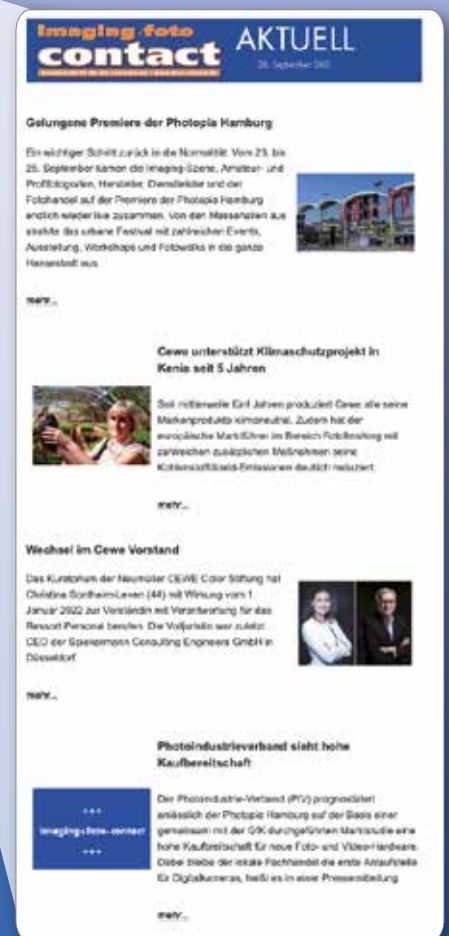 imaging+foto
contact
AKTUELL
28. September 2021
Gelungene Premiere der Photopia Hamburg
Ein wichtiger Schritt zurück in die Normalität: Vom 23. bis
25. September kamen die Imaging-Szene, Amateur- und
Profifotografen, Hersteller, Dienstleister und der
Fotohandel auf der Premiere der Photopia Hamburg
endlich wieder live zusammen. Von den Messehallen aus
strahlte das urbane Festival mit zahlreichen Events,
Ausstellung, Workshops und Fotowalks in die ganze
Hansestadt aus.
mehr...
Cewe unterstützt Klimaschutzprojekt in
Kenia seit 5 Jahren
Seit mittlerweile fünf Jahren produziert Cewe alle seine
Markenprodukte klimaneutral. Zudem hat der
europäische Marktführer im Bereich Fotofinishing mit
zahlreichen zusätzlichen Maßnahmen seine
Kohlenstoffdioxid-Emissionen deutlich reduziert.
mehr...
Wechsel im Cewe Vorstand
Das Kuratorium der Neumüller CEWE Color Stiftung hat
Christina Sontheim-Leven (44) mit Wirkung vom 1.
Januar 2022 zur Vorständin mit Verantwortung für das
Ressort Personal berufen. Die Volljuristin war zuletzt
CEO der Spiekermann Consulting Engineers GmbH in
Düsseldorf.
mehr...
Photoindustrieverband sieht hohe
Kaufbereitschaft
imaging+foto-contact
Der Photoindustrie-Verband (PIV) prognostiziert
anlässlich der Photopia Hamburg auf der Basis einer
gemeinsam mit der GfK durchgeführten Marktstudie eine
hohe Kaufbereitschaft für neue Foto- und Video-Hardware.
Dabei bleibe der lokale Fachhandel die erste Anlaufstelle
für Digitalkameras, heißt es in einer Pressemitteilung.
mehr...